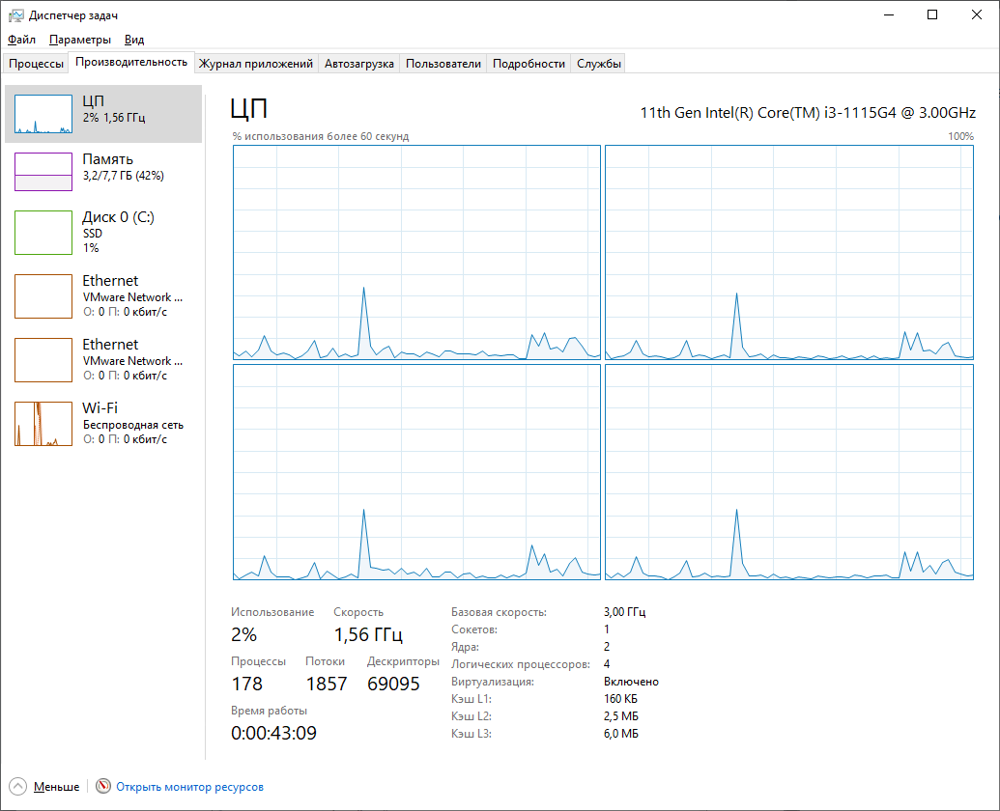 Диспетчер задач
Файл Параметры Вид
Процессы Производительность Журнал приложений Автозагрузка Пользователи Подробности Службы
ЦП
2% 1,56 ГГц
Память
3,2/7,7 ГБ (42%)
Диск 0 (C:)
SSD
1%
Ethernet
VMware Network ...
О: 0 П: 0 кбит/с
Ethernet
VMware Network ...
О: 0 П: 0 кбит/с
Wi-Fi
Беспроводная сеть
О: 0 П: 0 кбит/с
ЦП 11th Gen Intel(R) Core(TM) i3-1115G4 @ 3.00GHz
% использования более 60 секунд 100%
Использование Скорость
2% 1,56 ГГц
Процессы Потоки Дескрипторы
178 1857 69095
Время работы
0:00:43:09
Базовая скорость: 3,00 ГГц
Сокетов: 1
Ядра: 2
Логических процессоров: 4
Виртуализация: Включено
Кэш L1: 160 КБ
Кэш L2: 2,5 МБ
Кэш L3: 6,0 МБ
Меньше Открыть монитор ресурсов